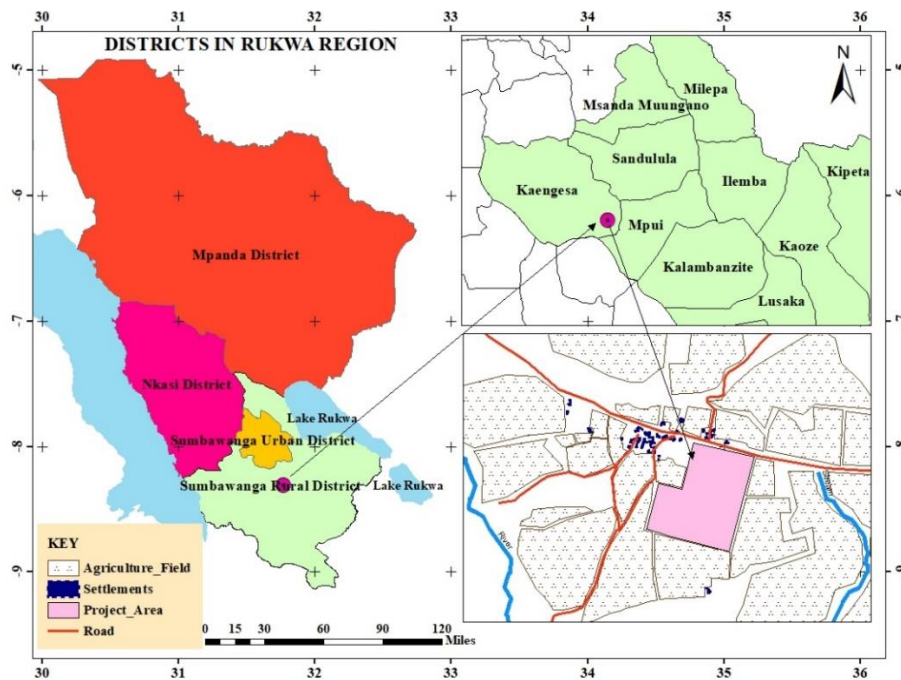 30 31 32 33 34 35 36
DISTRICTS IN RUKWA REGION
-5
-6
-7
-8
-9
Mpanda District
Nkasi District
Lake Rukwa
Sumbawanga Urban District
Sumbawanga Rural District
Lake Rukwa
N
Milepa
Msanda Muungano
Sandulula
Kipeta
Ilemba
Kaengesa
Mpui
Kaoze
Kalambanzite
Lusaka
River
Stream
KEY
Agriculture_Field
Settlements
Project_Area
Road
0 15 30 60 90 120
Miles
-5
-6
-7
-8
-9
30 31 32 33 34 35 36